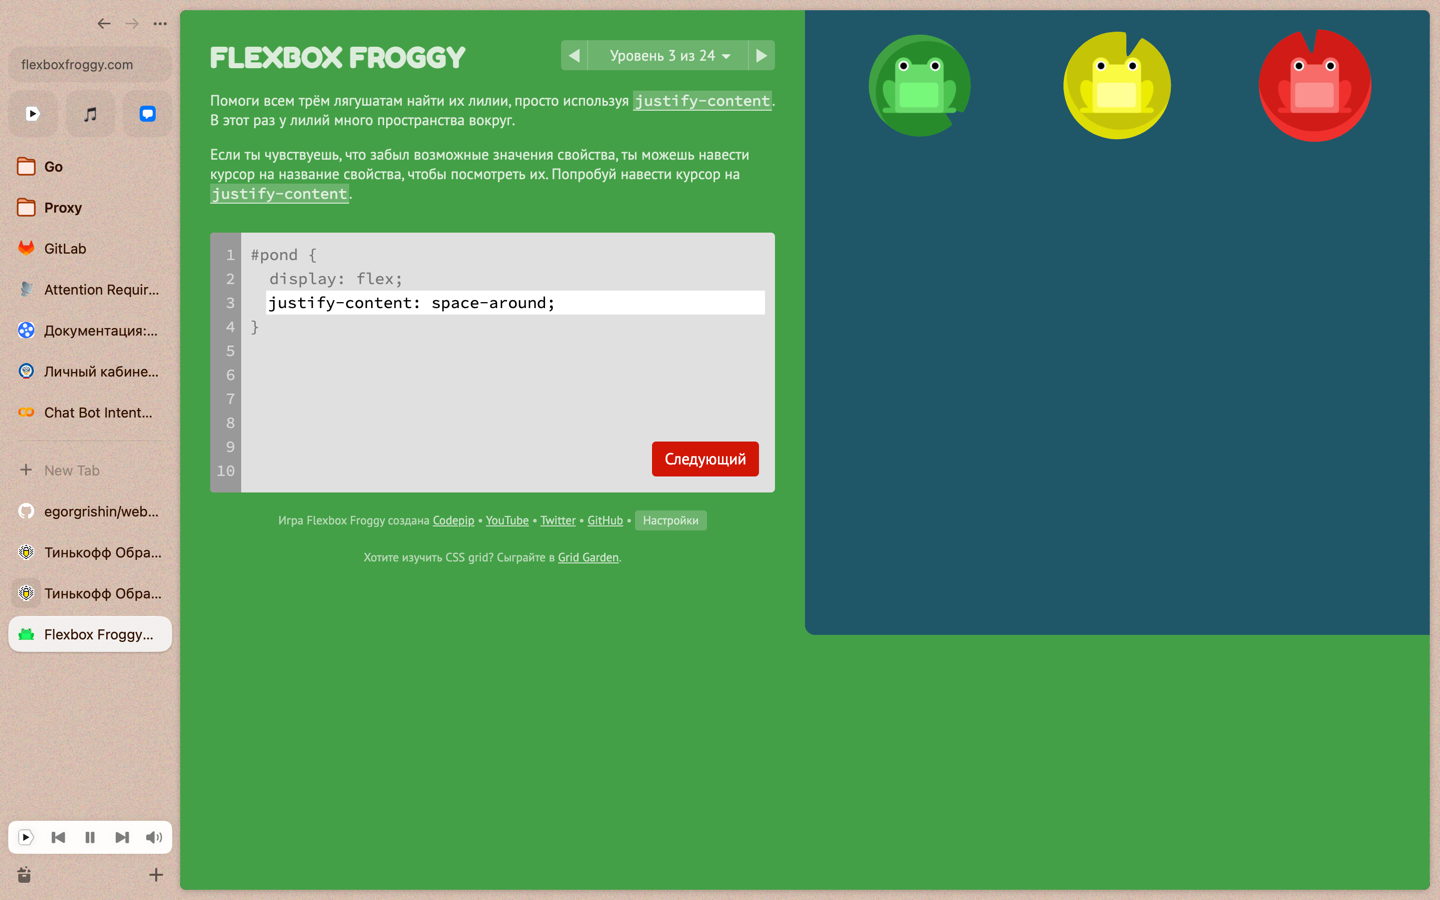 flexboxfroggy.com
Go
Proxy
GitLab
Attention Requir...
Документация:...
Личный кабине...
Chat Bot Intent...
New Tab
egorgrishin/web...
Тинькофф Обра...
Тинькофф Обра...
Flexbox Froggy...
FLEXBOX FROGGY
Уровень 3 из 24
Помоги всем трём лягушатам найти их лилии, просто используя justify-content.
В этот раз у лилий много пространства вокруг.
Если ты чувствуешь, что забыл возможные значения свойства, ты можешь навести
курсор на название свойства, чтобы посмотреть их. Попробуй навести курсор на
justify-content.
1 #pond {
2 display: flex;
3 justify-content: space-around;
4 }
5
6
7
8
9
10
Следующий
Игра Flexbox Froggy создана Codepip • YouTube • Twitter • GitHub • Настройки
Хотите изучить CSS grid? Сыграйте в Grid Garden.